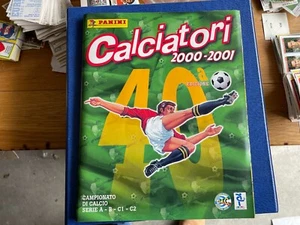 PANINI
Calciatori
2000-2001
40ª
EDIZIONE
CAMPIONATO
DI CALCIO
SERIE A - B - C1 - C2